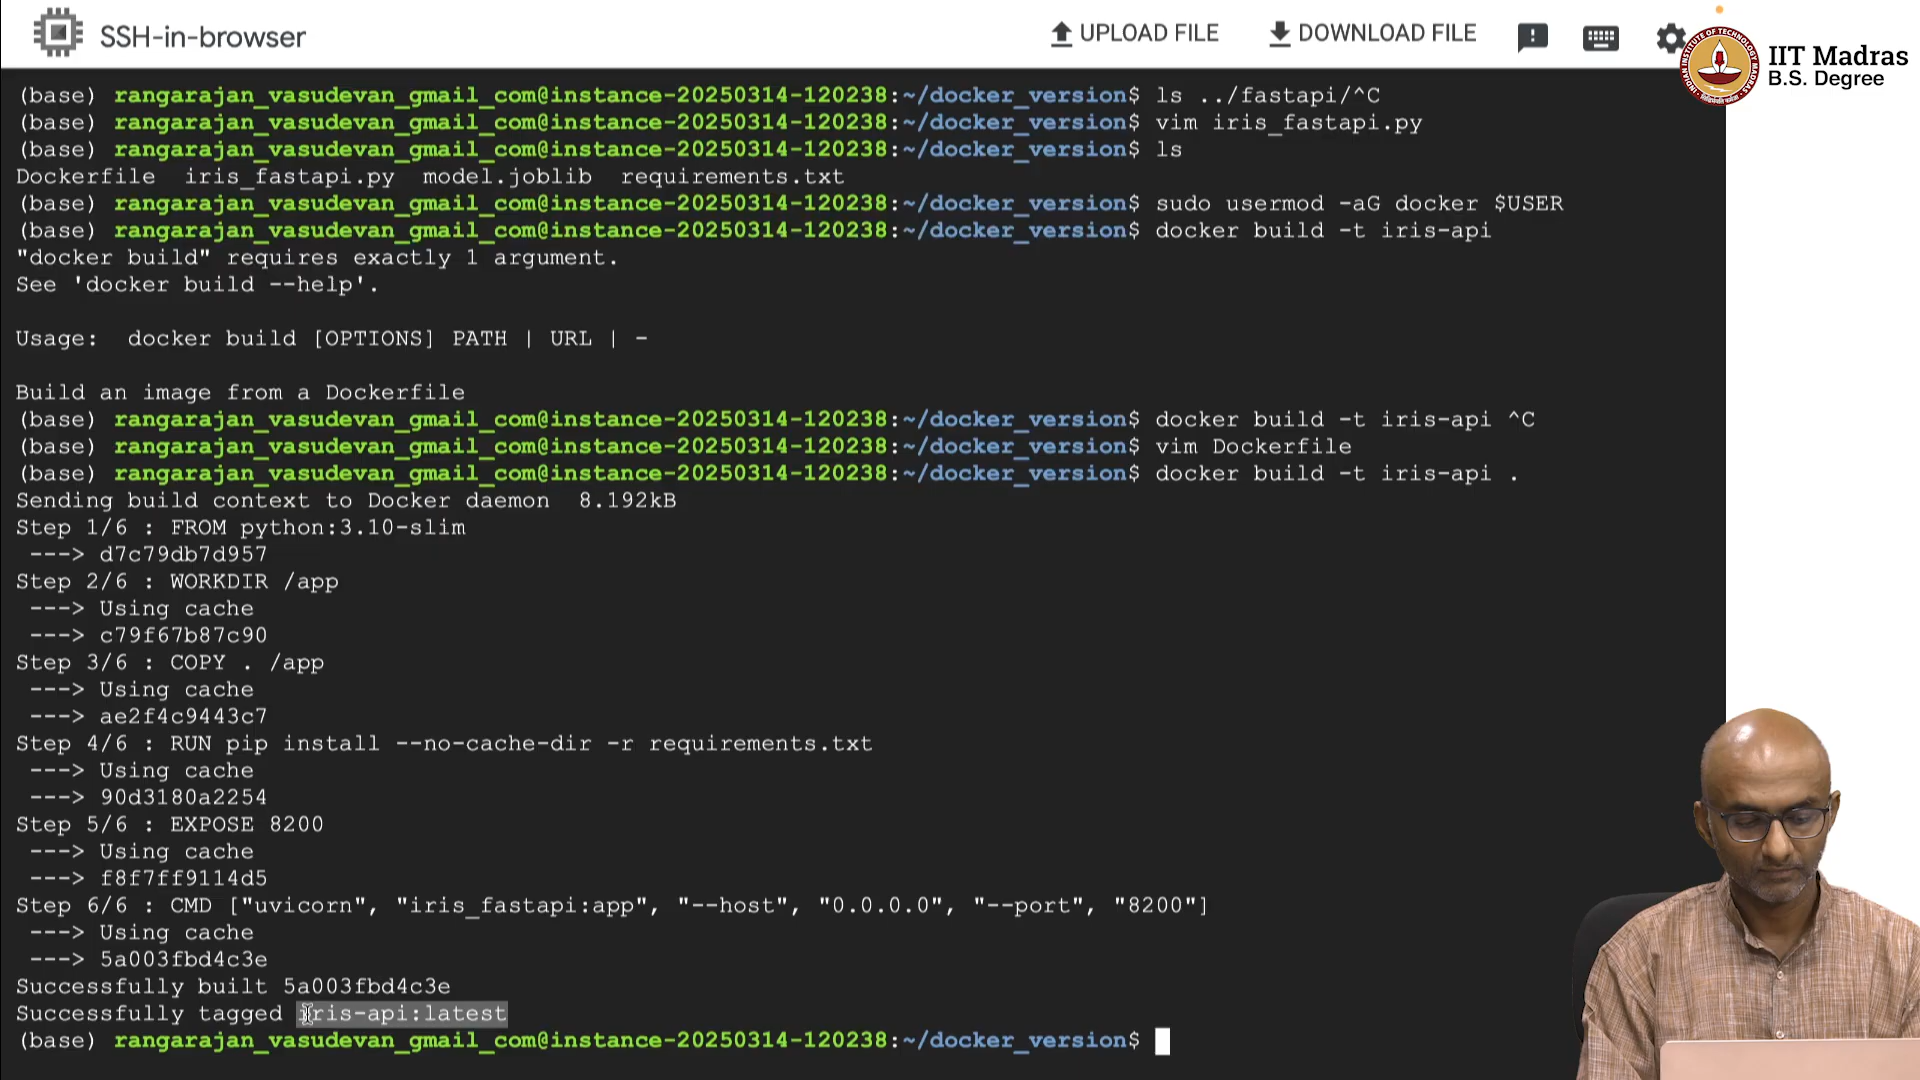 SSH-in-browser
UPLOAD FILE
DOWNLOAD FILE
IIT Madras
B.S. Degree
(base) rangarajan_vasudevan_gmail_com@instance-20250314-120238:~/docker_version$ ls ../fastapi/^C
(base) rangarajan_vasudevan_gmail_com@instance-20250314-120238:~/docker_version$ vim iris_fastapi.py
(base) rangarajan_vasudevan_gmail_com@instance-20250314-120238:~/docker_version$ ls
Dockerfile iris_fastapi.py model.joblib requirements.txt
(base) rangarajan_vasudevan_gmail_com@instance-20250314-120238:~/docker_version$ sudo usermod -aG docker $USER
(base) rangarajan_vasudevan_gmail_com@instance-20250314-120238:~/docker_version$ docker build -t iris-api
"docker build" requires exactly 1 argument.
See 'docker build --help'.
Usage: docker build [OPTIONS] PATH | URL | -
Build an image from a Dockerfile
(base) rangarajan_vasudevan_gmail_com@instance-20250314-120238:~/docker_version$ docker build -t iris-api ^C
(base) rangarajan_vasudevan_gmail_com@instance-20250314-120238:~/docker_version$ vim Dockerfile
(base) rangarajan_vasudevan_gmail_com@instance-20250314-120238:~/docker_version$ docker build -t iris-api .
Sending build context to Docker daemon 8.192kB
Step 1/6 : FROM python:3.10-slim
---> d7c79db7d957
Step 2/6 : WORKDIR /app
---> Using cache
---> c79f67b87c90
Step 3/6 : COPY . /app
---> Using cache
---> ae2f4c9443c7
Step 4/6 : RUN pip install --no-cache-dir -r requirements.txt
---> Using cache
---> 90d3180a2254
Step 5/6 : EXPOSE 8200
---> Using cache
---> f8f7ff9114d5
Step 6/6 : CMD ["uvicorn", "iris_fastapi:app", "--host", "0.0.0.0", "--port", "8200"]
---> Using cache
---> 5a003fbd4c3e
Successfully built 5a003fbd4c3e
Successfully tagged iris-api:latest
(base) rangarajan_vasudevan_gmail_com@instance-20250314-120238:~/docker_version$